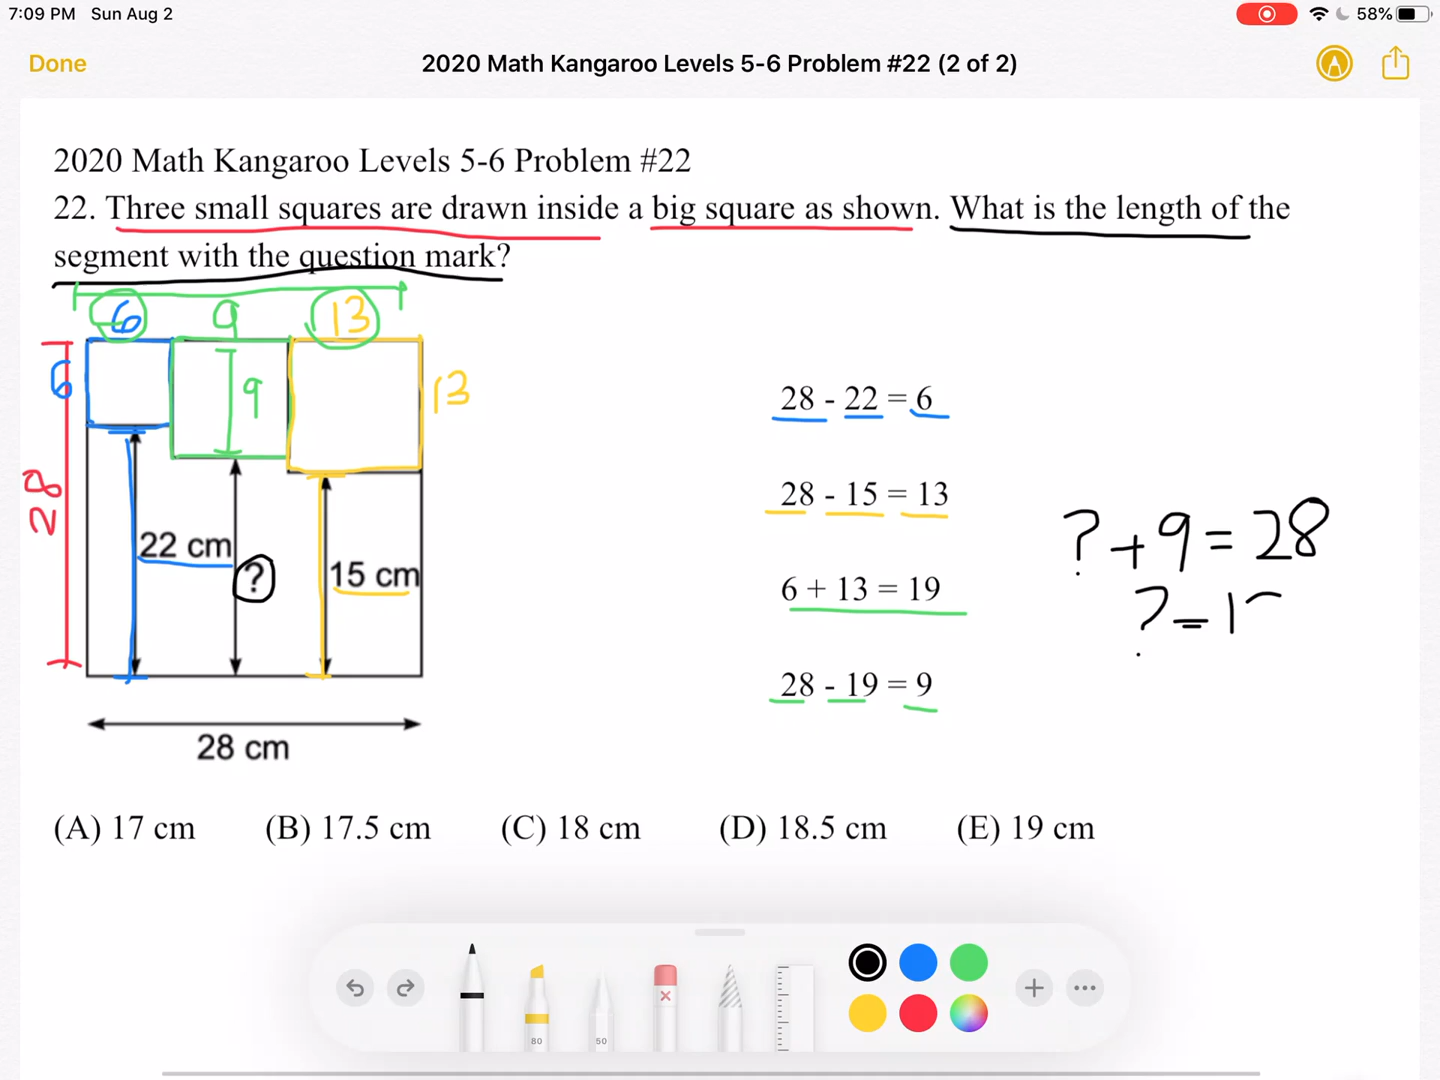 7:09 PM Sun Aug 2
58%
Done
2020 Math Kangaroo Levels 5-6 Problem #22 (2 of 2)
2020 Math Kangaroo Levels 5-6 Problem #22
22. Three small squares are drawn inside a big square as shown. What is the length of the
segment with the question mark?
6 9 13
6 9 13
28
22 cm
?
15 cm
28 cm
28 - 22 = 6
28 - 15 = 13
6 + 13 = 19
28 - 19 = 9
? + 9 = 28
? = 1
(A) 17 cm (B) 17.5 cm (C) 18 cm (D) 18.5 cm (E) 19 cm
80
50